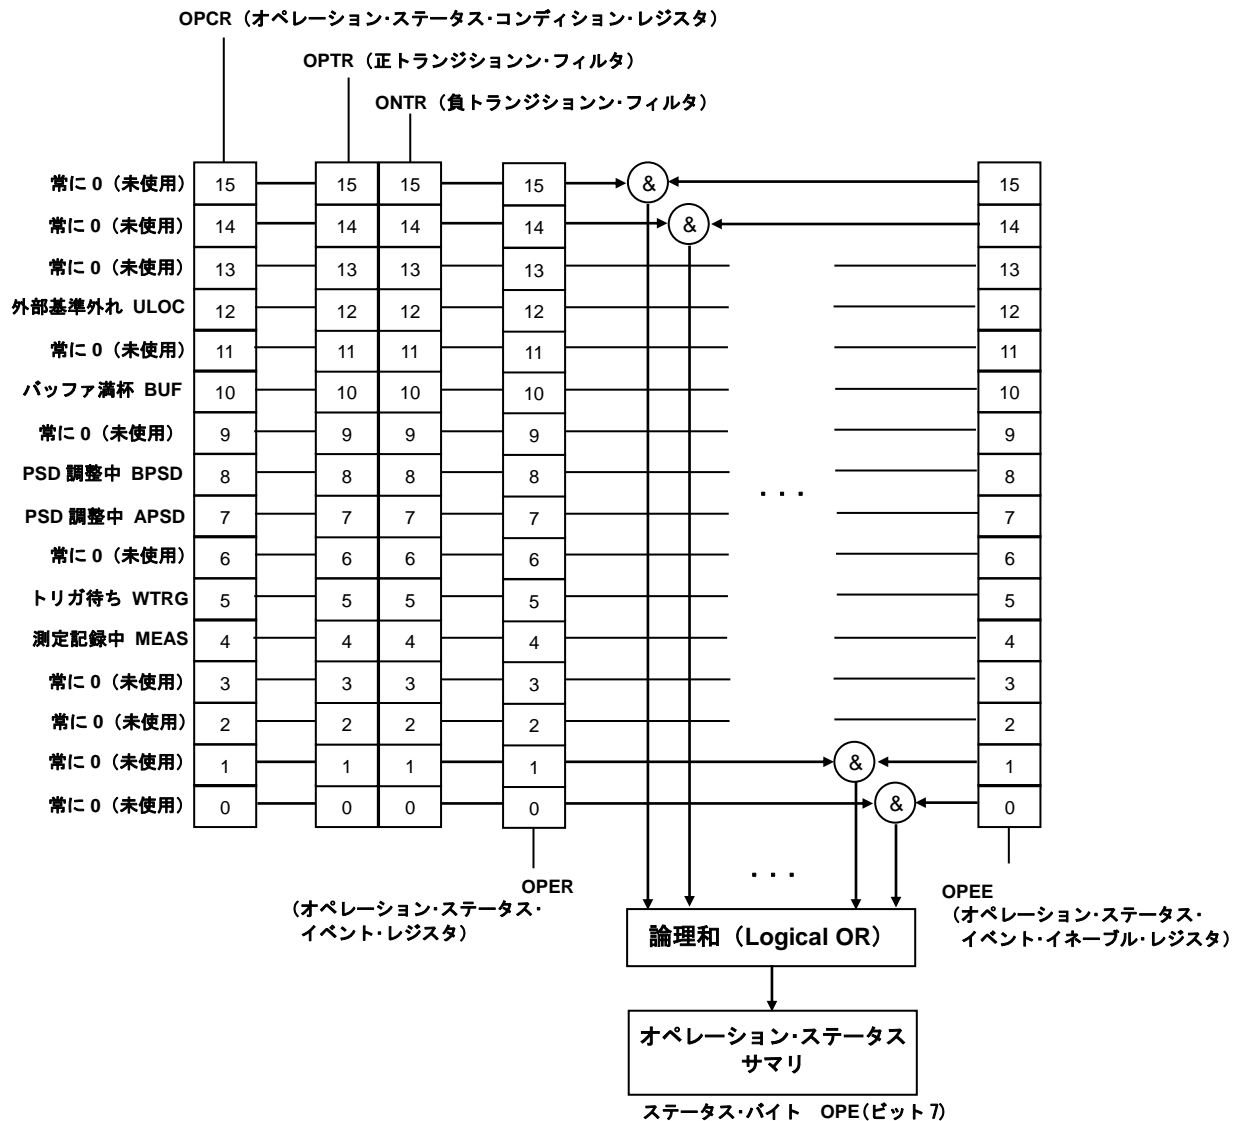 OPCR（オペレーション･ステータス･コンディション･レジスタ）
OPTR（正トランジションン･フィルタ）
ONTR（負トランジションン･フィルタ）
常に 0（未使用） 15 15 15 15 & 15
常に 0（未使用） 14 14 14 14 & 14
常に 0（未使用） 13 13 13 13 13
外部基準外れ ULOC 12 12 12 12 12
常に 0（未使用） 11 11 11 11 11
バッファ満杯 BUF 10 10 10 10 10
常に 0（未使用） 9 9 9 9 9
PSD 調整中 BPSD 8 8 8 8 8
･･･
PSD 調整中 APSD 7 7 7 7 7
常に 0（未使用） 6 6 6 6 6
トリガ待ち WTRG 5 5 5 5 5
測定記録中 MEAS 4 4 4 4 4
常に 0（未使用） 3 3 3 3 3
常に 0（未使用） 2 2 2 2 2
常に 0（未使用） 1 1 1 1 & 1
常に 0（未使用） 0 0 0 0 & 0
･･･
OPER
（オペレーション･ステータス･
イベント･レジスタ）
OPEE
（オペレーション･ステータス･
イベント･イネーブル･レジスタ）
論理和（Logical OR）
オペレーション･ステータス
サマリ
ステータス･バイト OPE(ビット 7)